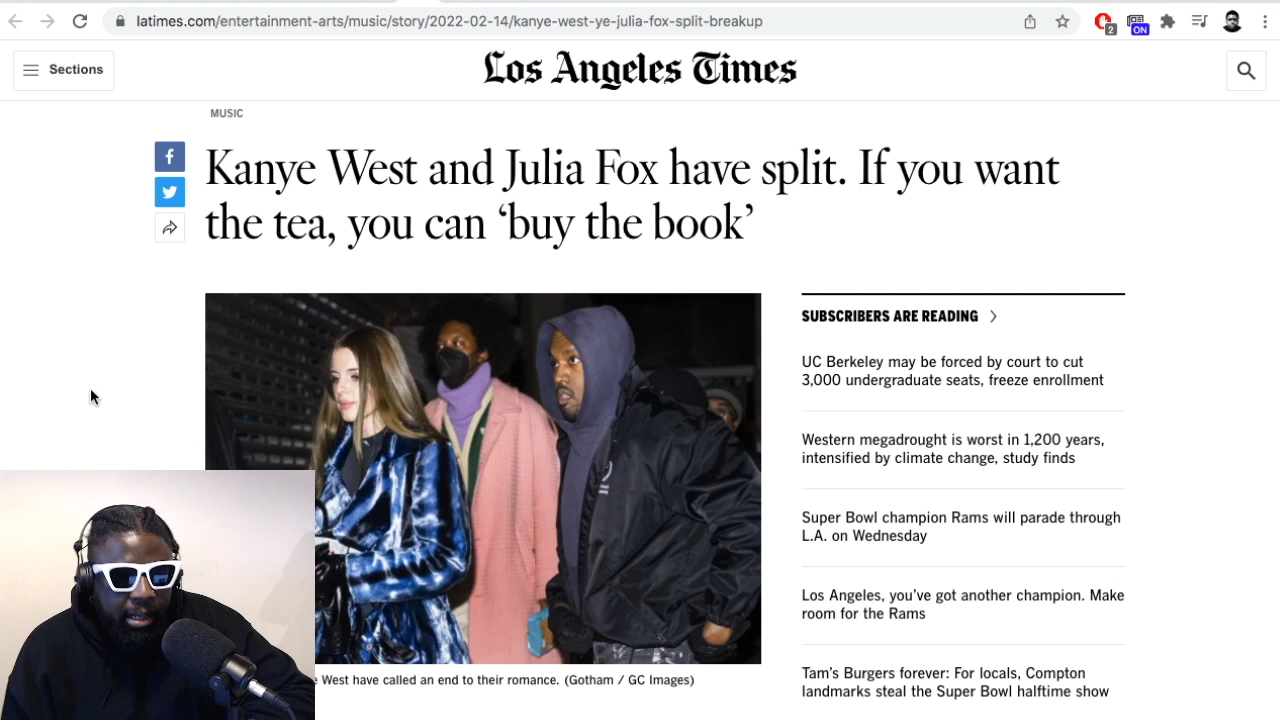 latimes.com/entertainment-arts/music/story/2022-02-14/kanye-west-ye-julia-fox-split-breakup
2
ON
Sections
Los Angeles Times
MUSIC
Kanye West and Julia Fox have split. If you want
the tea, you can ‘buy the book’
SUBSCRIBERS ARE READING
UC Berkeley may be forced by court to cut
3,000 undergraduate seats, freeze enrollment
Western megadrought is worst in 1,200 years,
intensified by climate change, study finds
Super Bowl champion Rams will parade through
L.A. on Wednesday
Los Angeles, you’ve got another champion. Make
room for the Rams
Tam’s Burgers forever: For locals, Compton
landmarks steal the Super Bowl halftime show
West have called an end to their romance. (Gotham / GC Images)